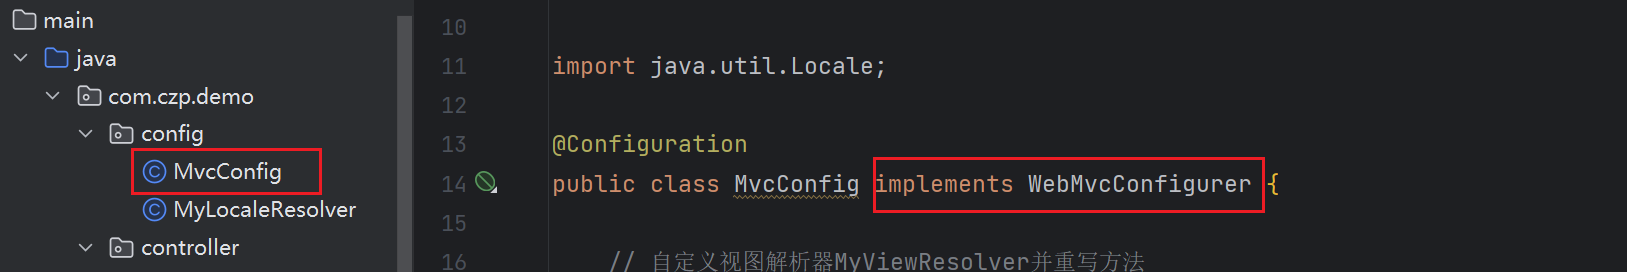 main
java
com.czp.demo
config
MvcConfig
MyLocaleResolver
controller
10
11 import java.util.Locale;
12
13 @Configuration
14 public class MvcConfig implements WebMvcConfigurer {
15
16 // 自定义视图解析器MyViewResolver并重写方法